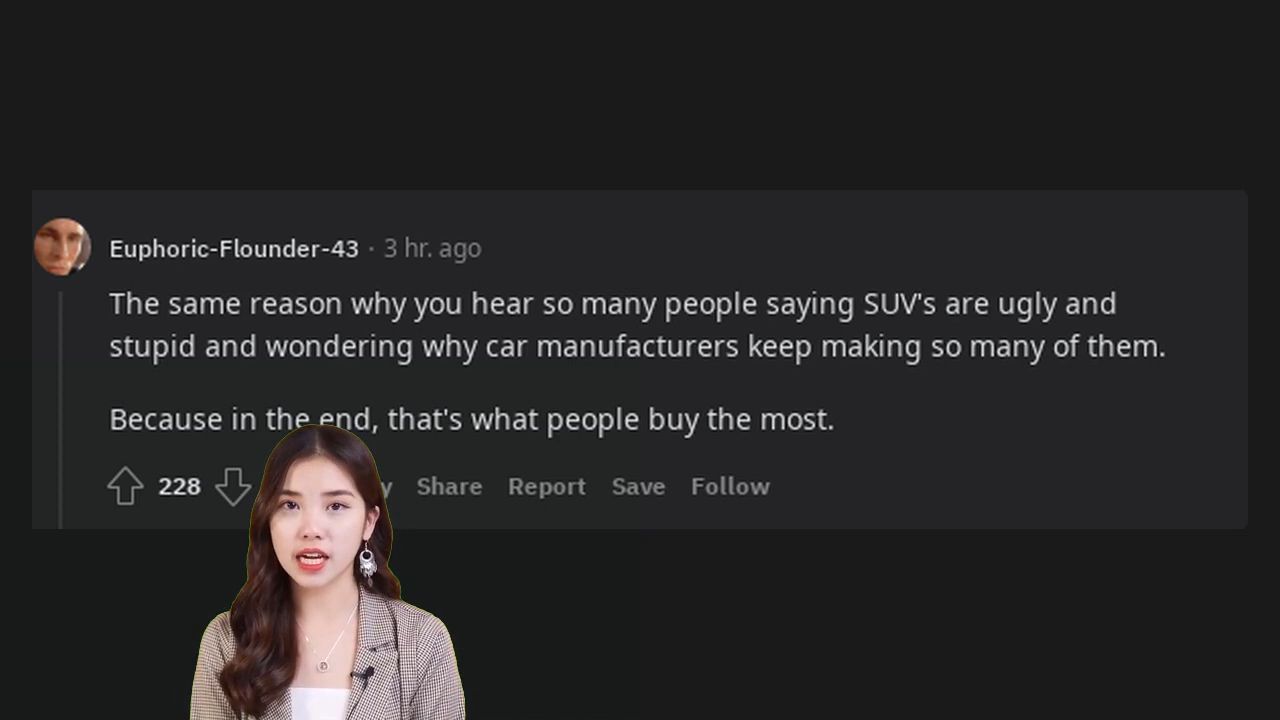 Euphoric-Flounder-43 · 3 hr. ago
The same reason why you hear so many people saying SUV's are ugly and
stupid and wondering why car manufacturers keep making so many of them.
Because in the end, that's what people buy the most.
228 Share Report Save Follow